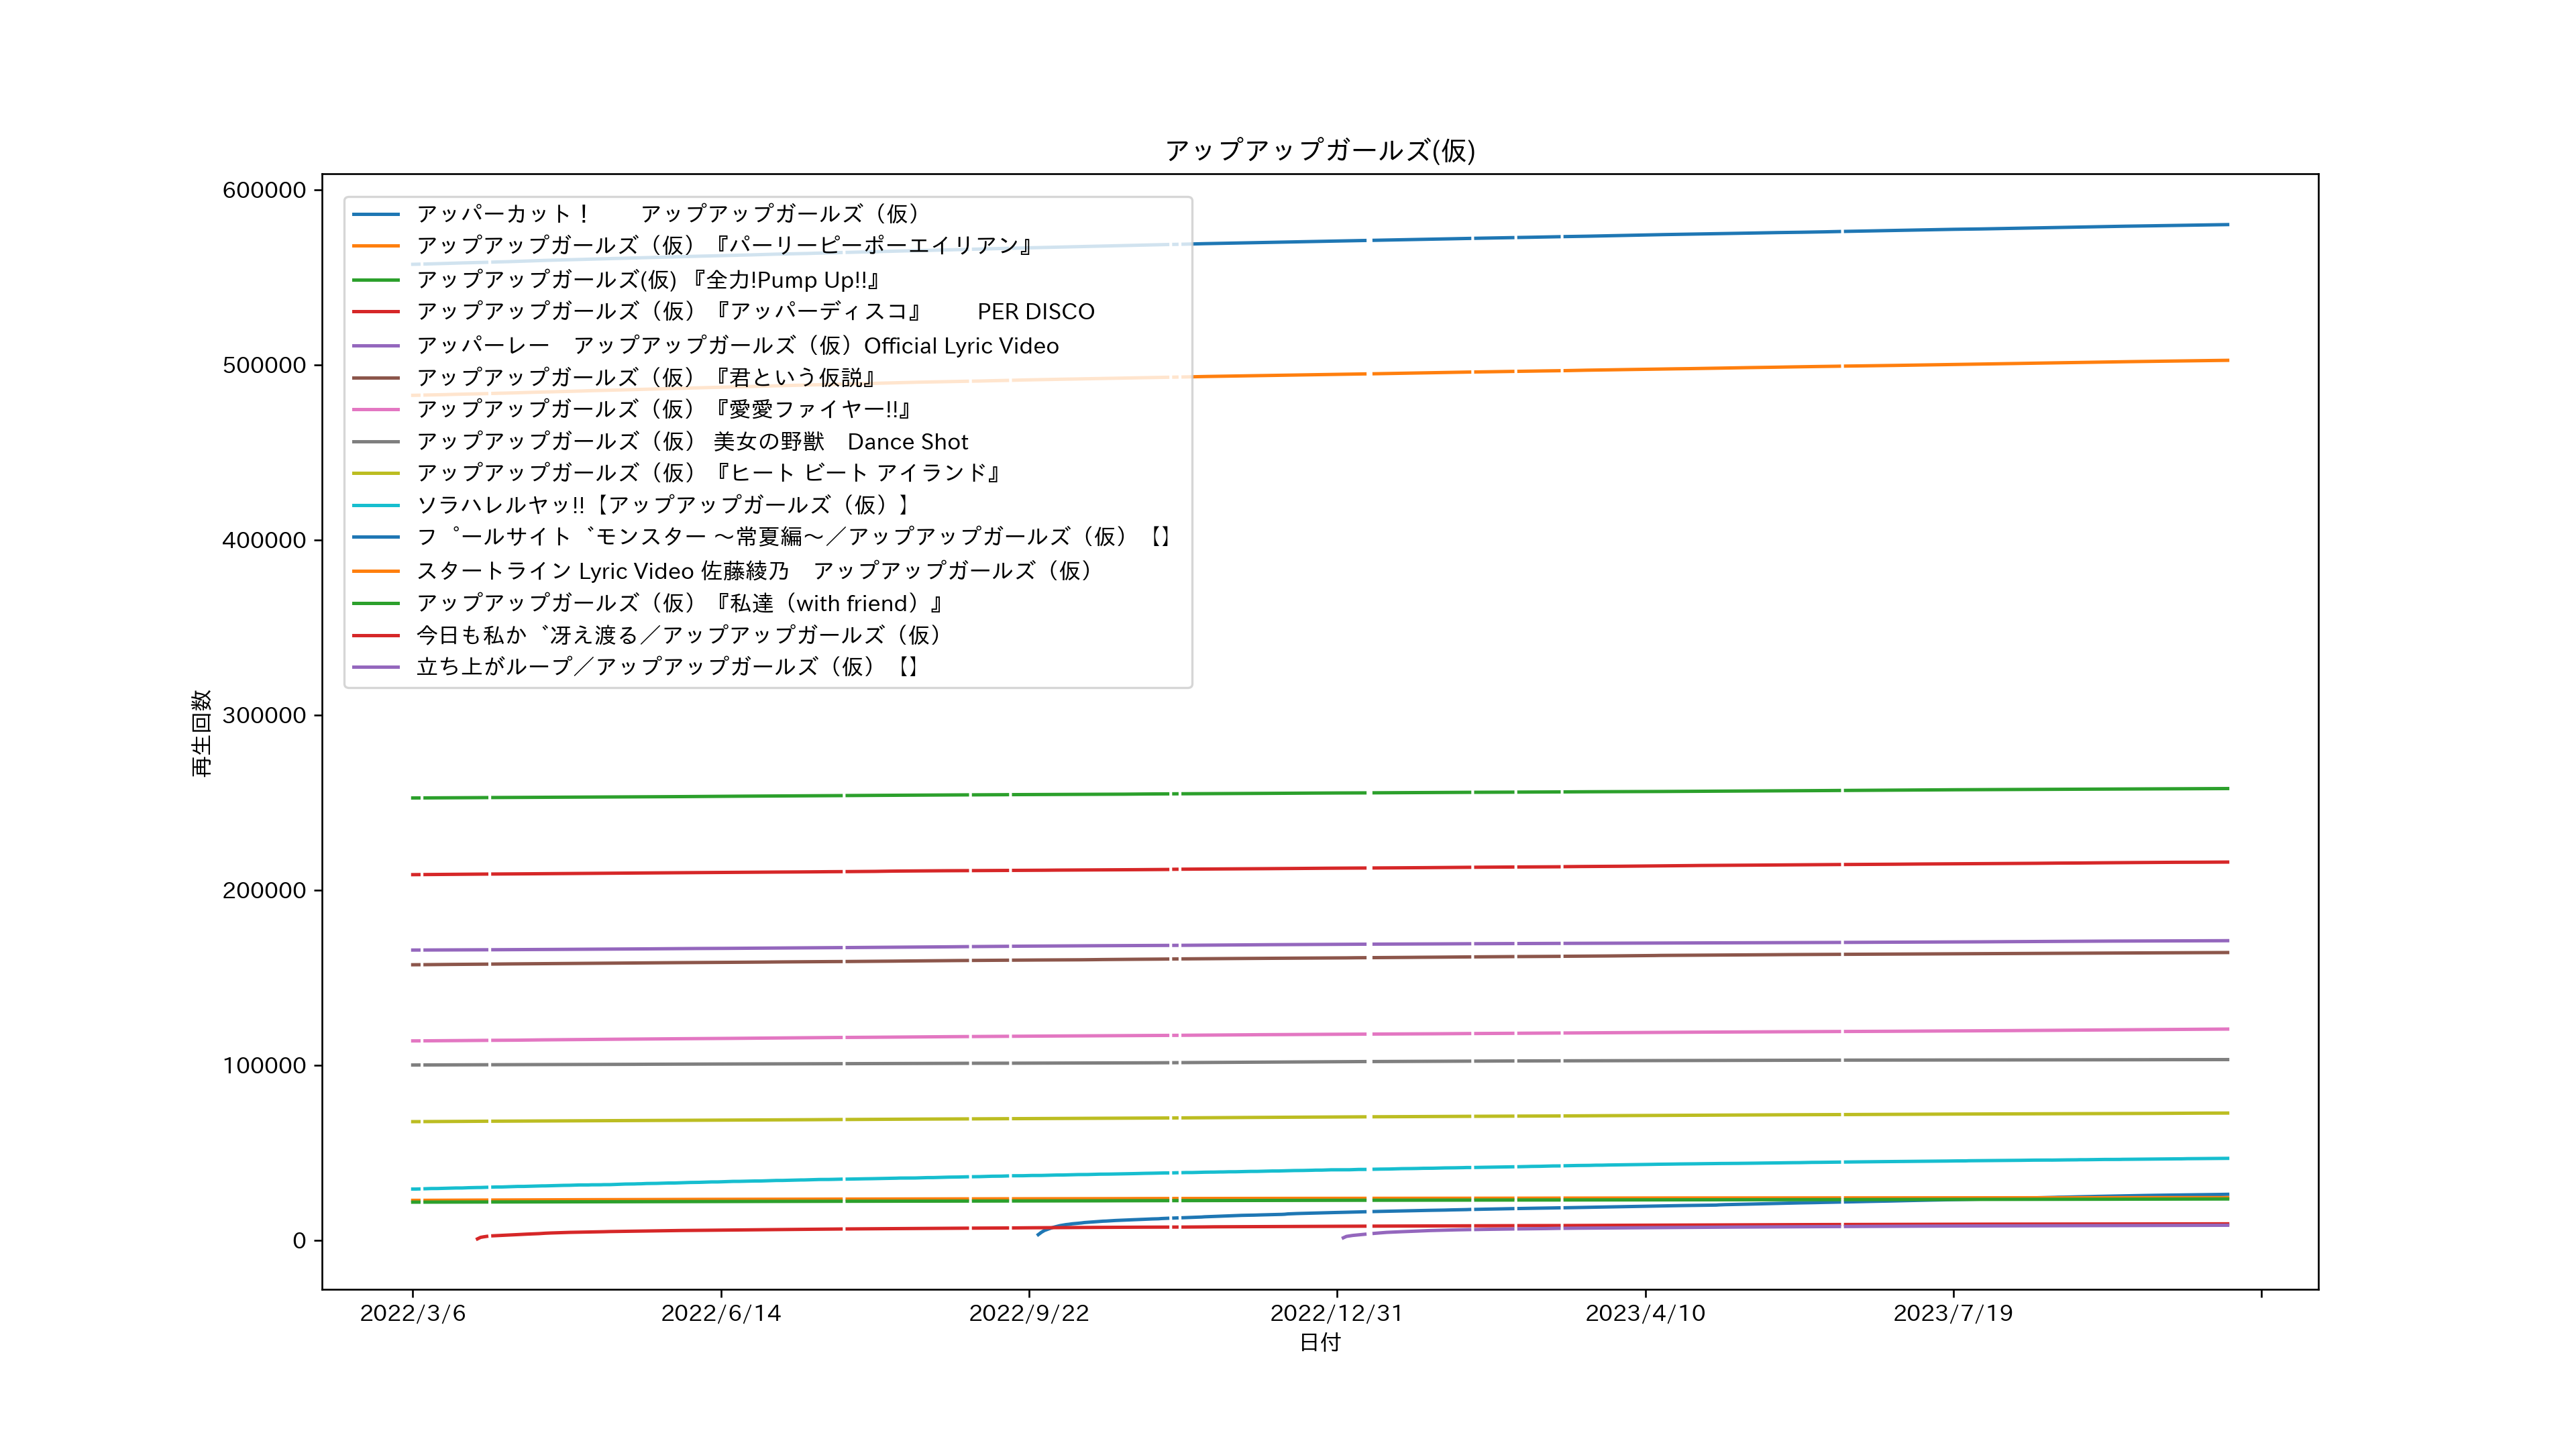 アップアップガールズ(仮)
600000
500000
400000
300000
200000
100000
0
再生回数
アッパーカット！　　アップアップガールズ（仮）
アップアップガールズ（仮）『パーリーピーポーエイリアン』
アップアップガールズ(仮) 『全力!Pump Up!!』
アップアップガールズ（仮）『アッパーディスコ』　　PER DISCO
アッパーレー　アップアップガールズ（仮）Official Lyric Video
アップアップガールズ（仮）『君という仮説』
アップアップガールズ（仮）『愛愛ファイヤー!!』
アップアップガールズ（仮） 美女の野獣　Dance Shot
アップアップガールズ（仮）『ヒート ビート アイランド』
ソラハレルヤッ!!【アップアップガールズ（仮）】
フ゜ールサイト゛モンスター ～常夏編～／アップアップガールズ（仮）【】
スタートライン Lyric Video 佐藤綾乃　アップアップガールズ（仮）
アップアップガールズ（仮）『私達（with friend）』
今日も私か゛冴え渡る／アップアップガールズ（仮）
立ち上がループ／アップアップガールズ（仮）【】
2022/3/6 2022/6/14 2022/9/22 2022/12/31 2023/4/10 2023/7/19
日付